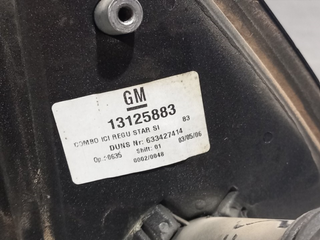 GM
13125883
COMBO ICI REGU STAR SI 83
DUNS Nr: 633427414
Op.: 0635 Shift: 01 03/05/06
0002/0048